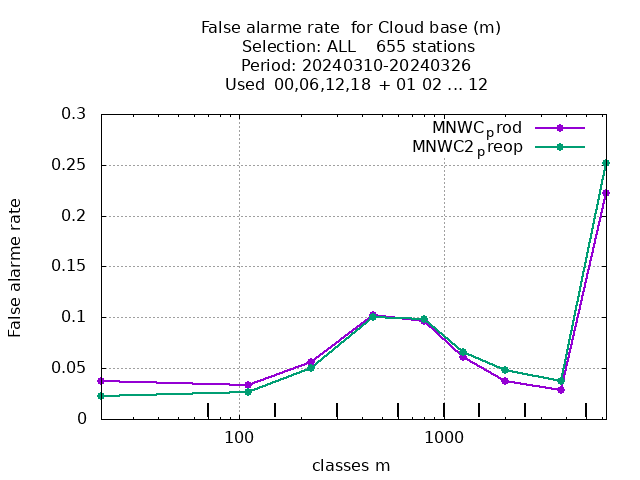 False alarme rate for Cloud base (m)
Selection: ALL 655 stations
Period: 20240310-20240326
Used 00,06,12,18 + 01 02 ... 12
0.3
MNWC_prod
MNWC2_preop
0.25
0.2
0.15
0.1
0.05
0
False alarme rate
100
1000
classes m